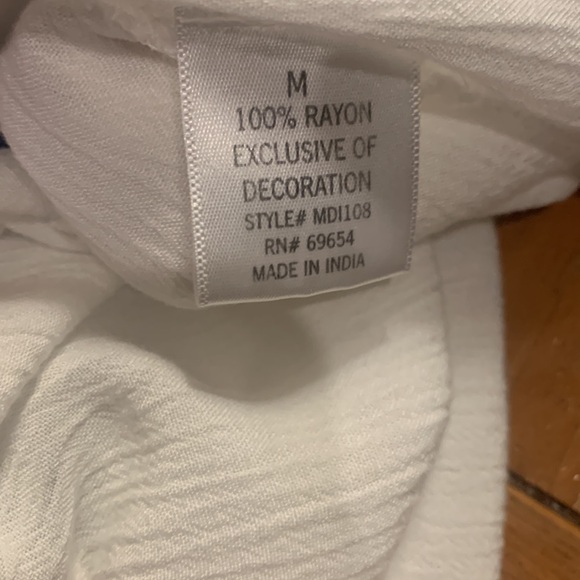 M
100% RAYON
EXCLUSIVE OF
DECORATION
STYLE# MDI108
RN# 69654
MADE IN INDIA